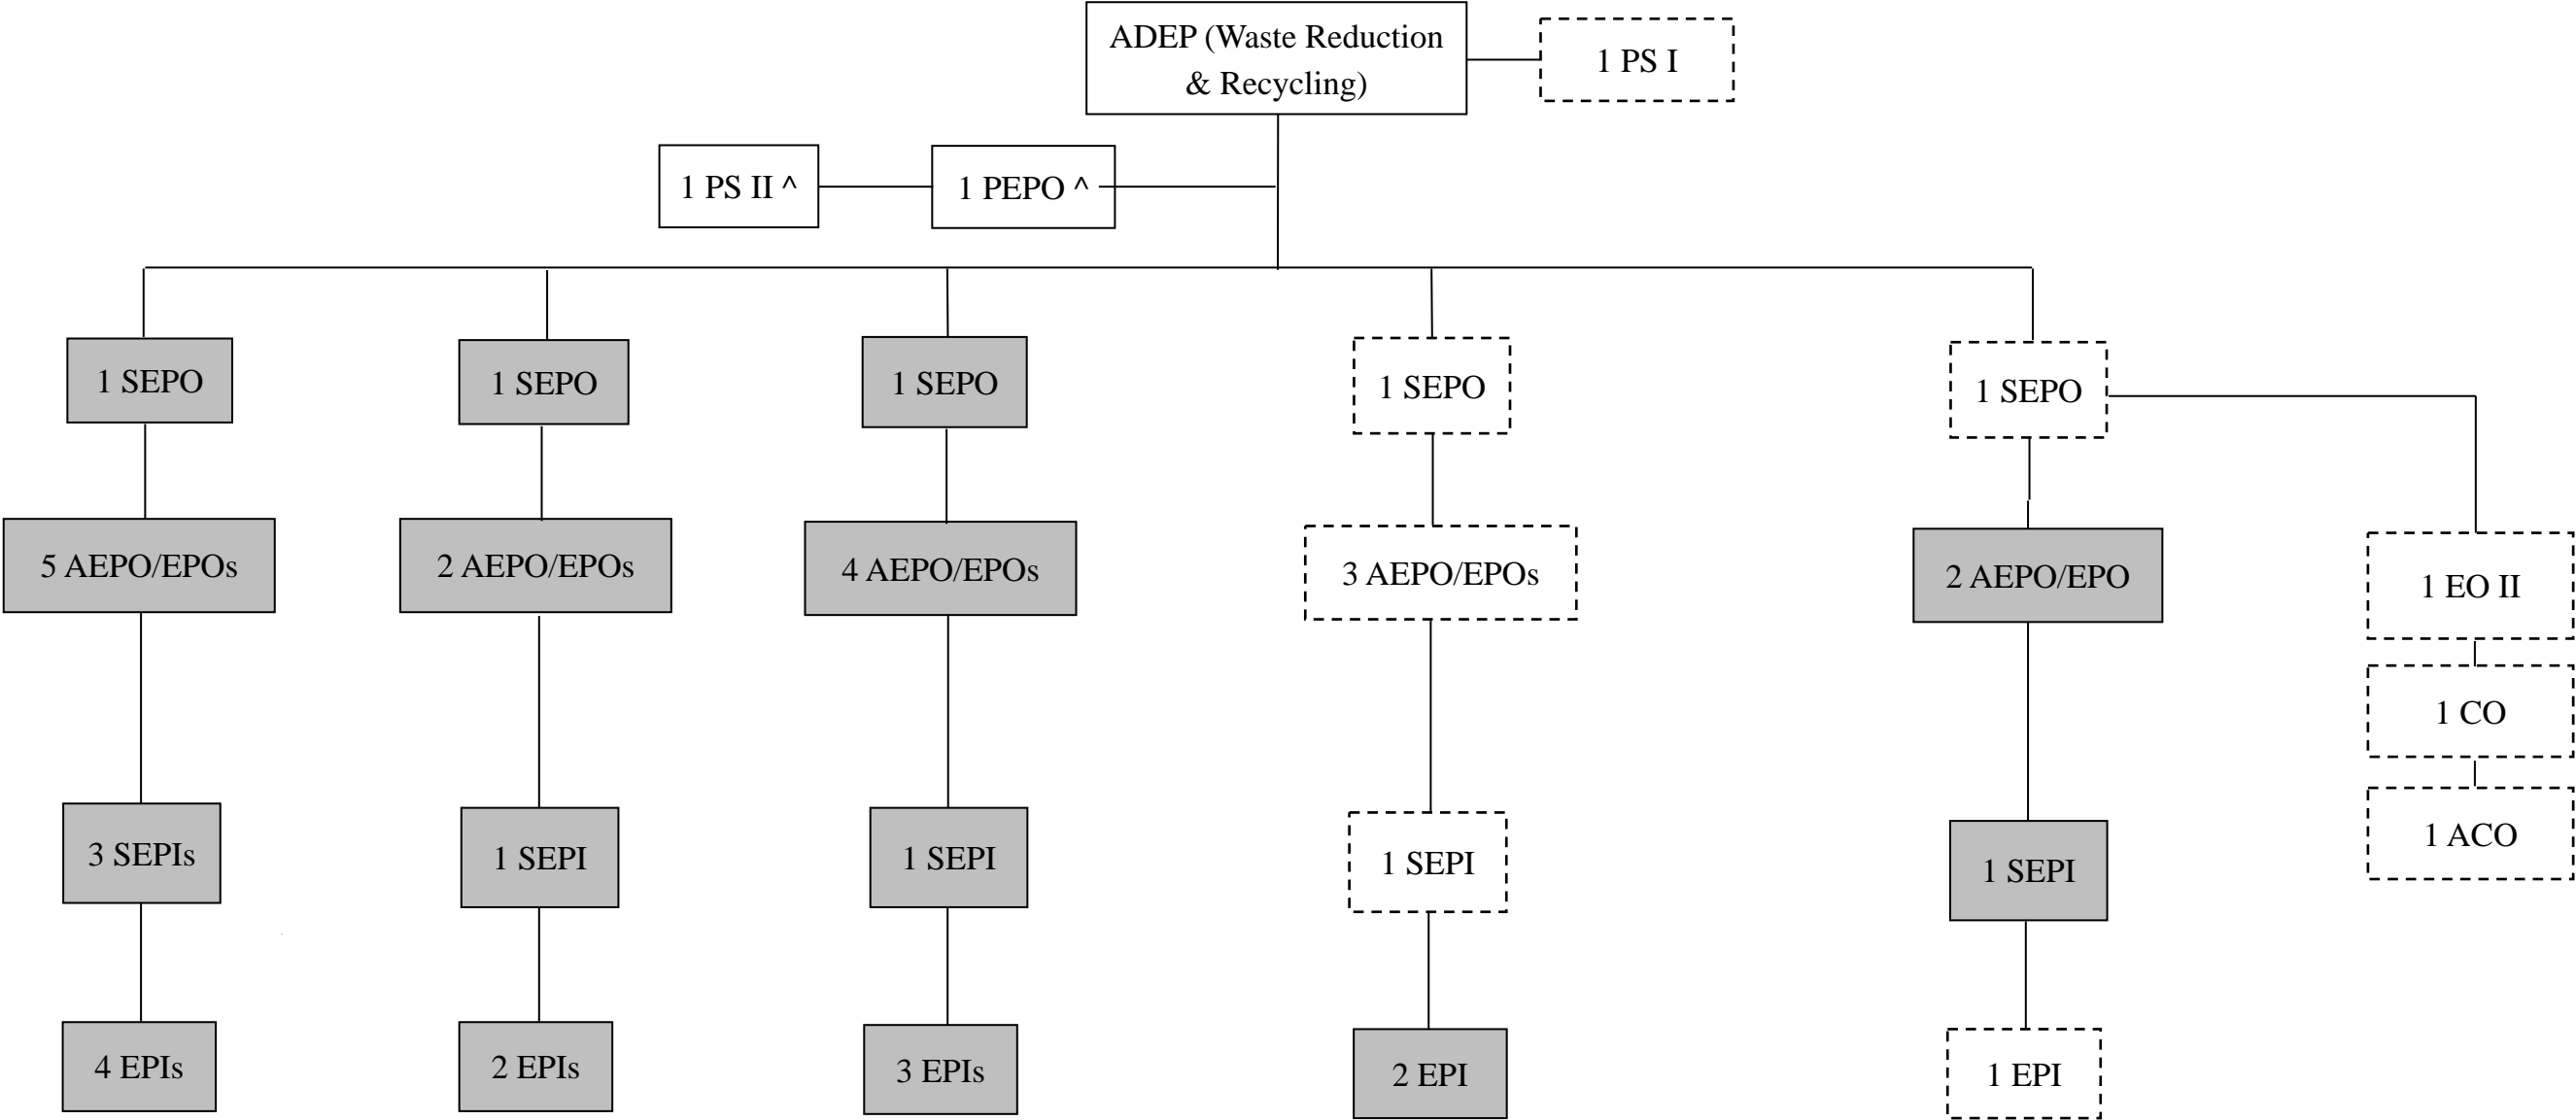 ADEP (Waste Reduction
& Recycling)
1 PS I
1 PS II ^
1 PEPO ^
1 SEPO
1 SEPO
1 SEPO
1 SEPO
1 SEPO
5 AEPO/EPOs
2 AEPO/EPOs
4 AEPO/EPOs
3 AEPO/EPOs
2 AEPO/EPO
1 EO II
1 CO
1 ACO
3 SEPIs
1 SEPI
1 SEPI
1 SEPI
1 SEPI
4 EPIs
2 EPIs
3 EPIs
2 EPI
1 EPI